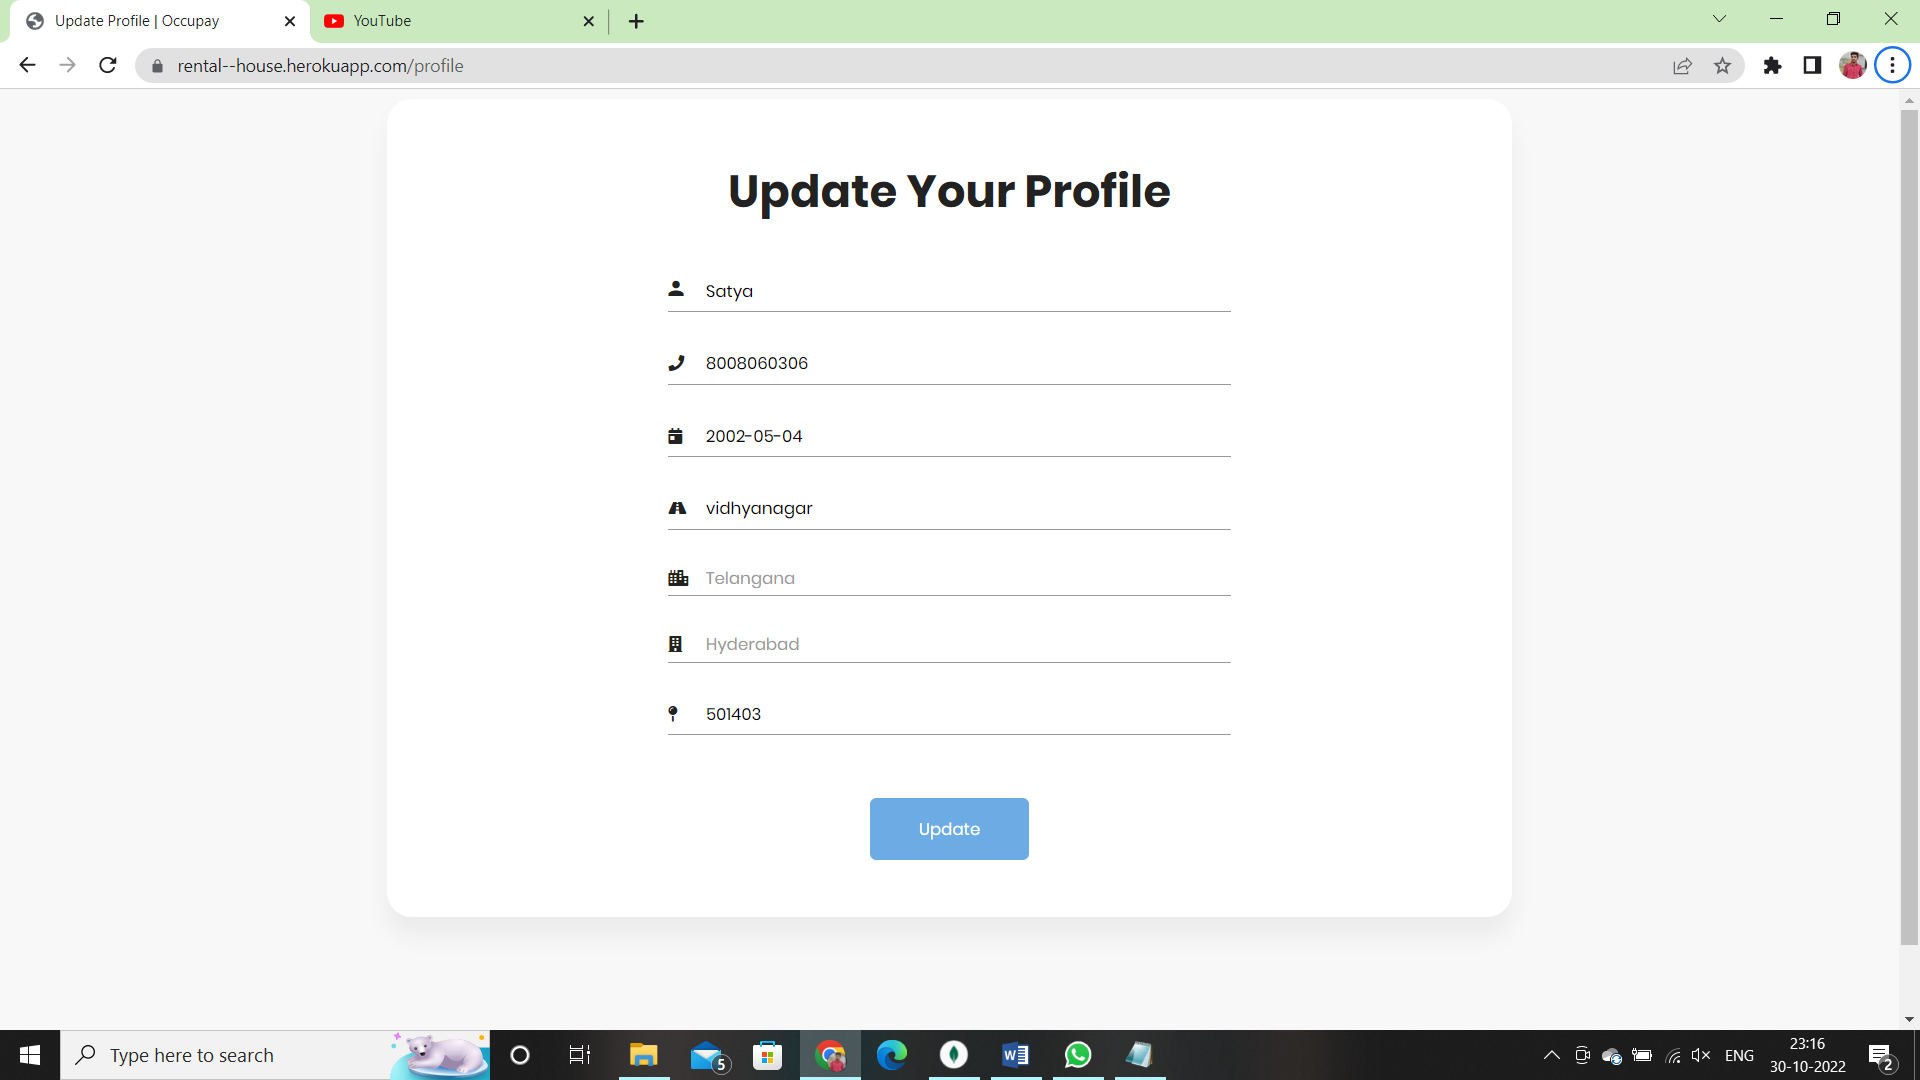 Update Profile | Occupay
YouTube
rental--house.herokuapp.com/profile
Update Your Profile
Satya
8008060306
2002-05-04
vidhyanagar
Telangana
Hyderabad
501403
Update
Type here to search
5
W
ENG
23:16
30-10-2022
2